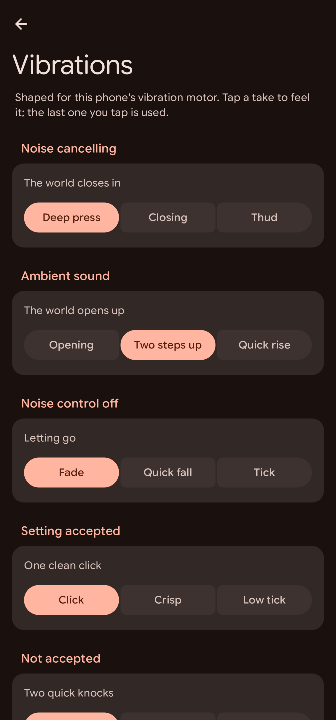 Vibrations
Shaped for this phone's vibration motor. Tap a take to feel
it; the last one you tap is used.
Noise cancelling
The world closes in
Deep press
Closing
Thud
Ambient sound
The world opens up
Opening
Two steps up
Quick rise
Noise control off
Letting go
Fade
Quick fall
Tick
Setting accepted
One clean click
Click
Crisp
Low tick
Not accepted
Two quick knocks